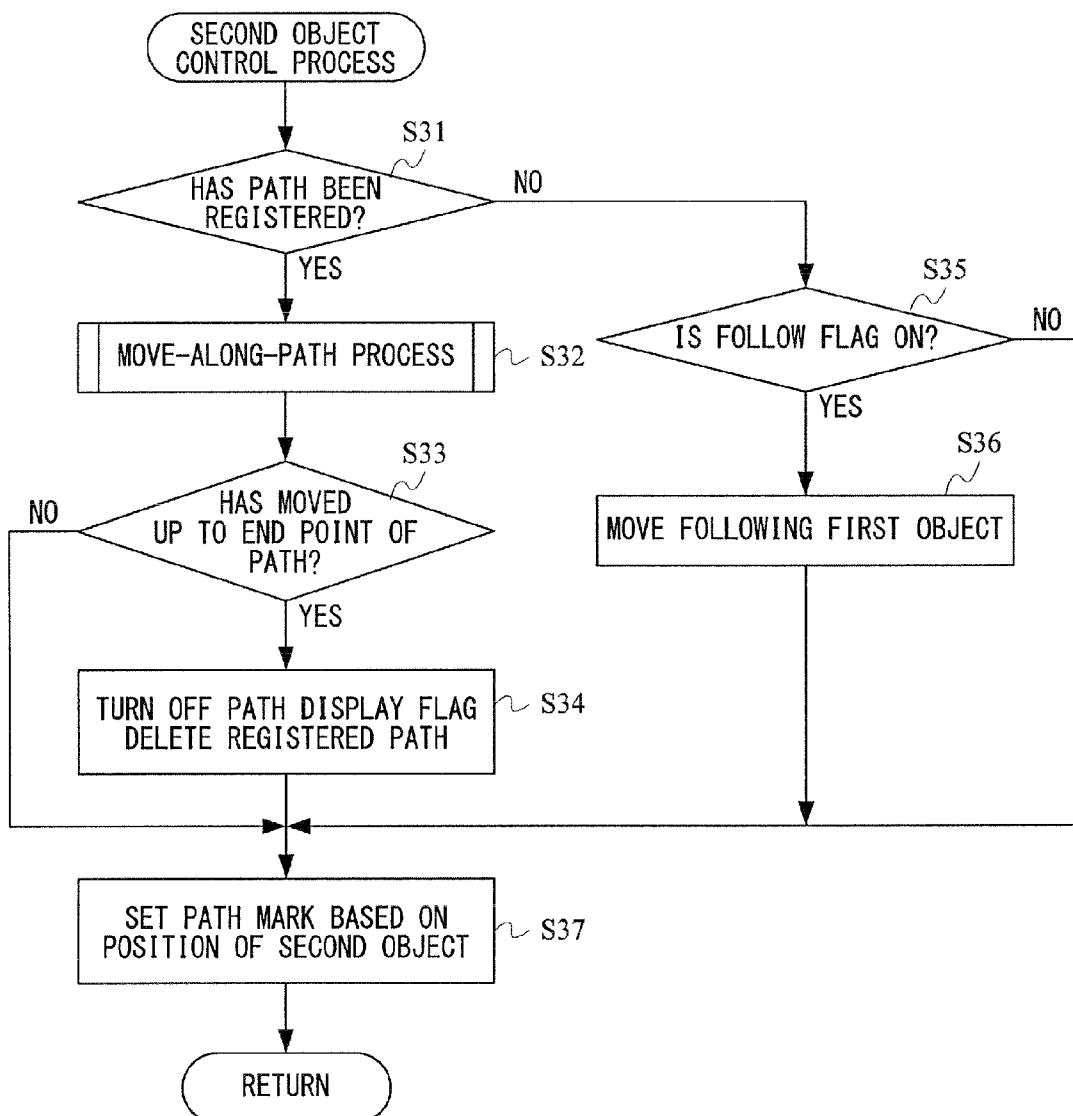 SECOND OBJECT
CONTROL PROCESS
S31
HAS PATH BEEN
REGISTERED?
NO
YES
S35
IS FOLLOW FLAG ON?
NO
YES
MOVE-ALONG-PATH PROCESS
S32
S33
HAS MOVED
UP TO END POINT OF
PATH?
NO
YES
S36
MOVE FOLLOWING FIRST OBJECT
TURN OFF PATH DISPLAY FLAG
DELETE REGISTERED PATH
S34
SET PATH MARK BASED ON
POSITION OF SECOND OBJECT
S37
RETURN